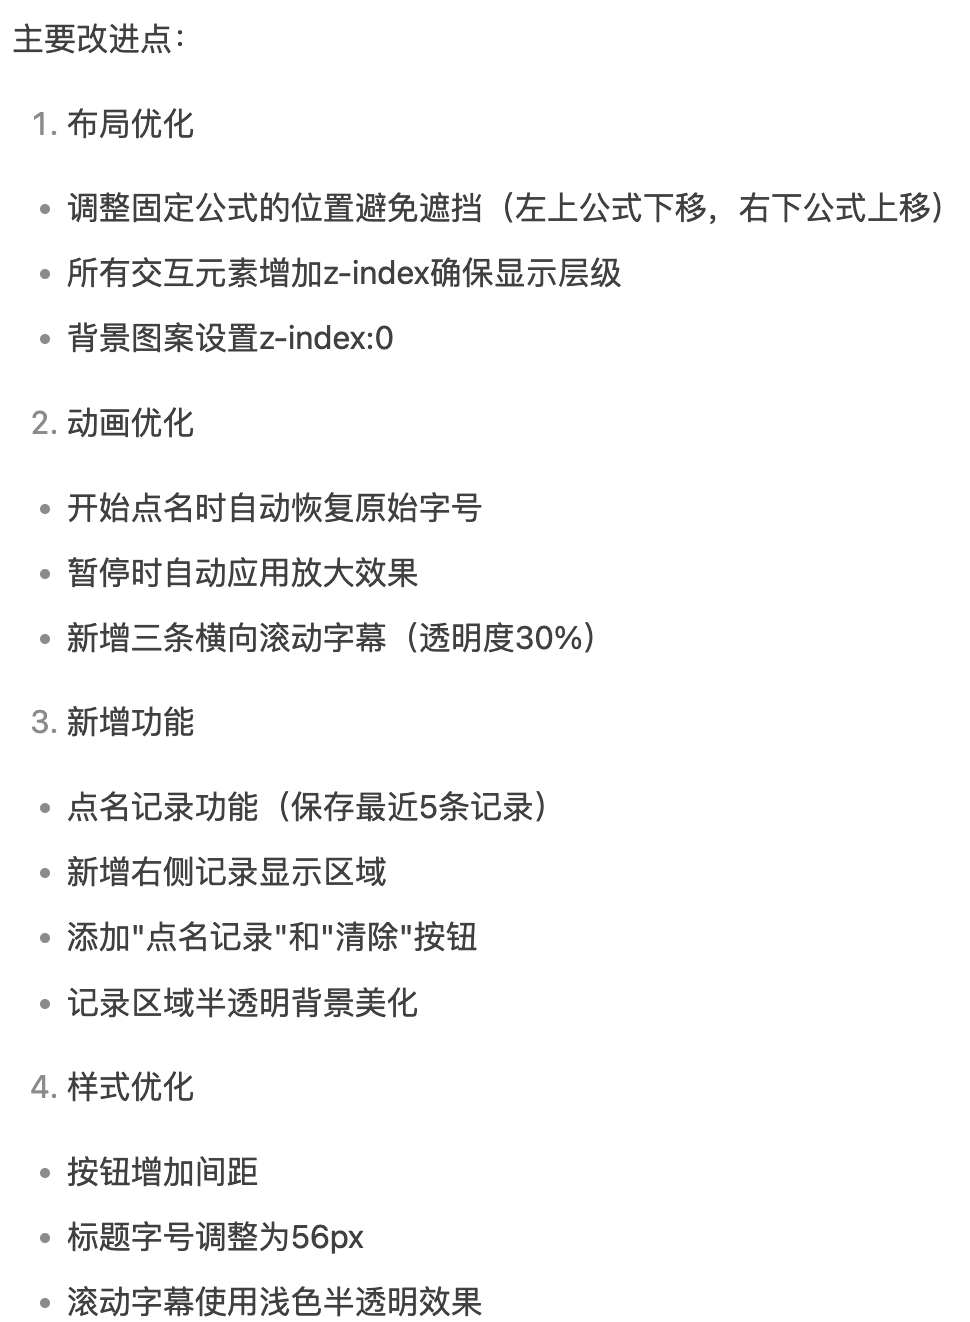 主要改进点：
1. 布局优化
• 调整固定公式的位置避免遮挡（左上公式下移，右下公式上移）
• 所有交互元素增加z-index确保显示层级
• 背景图案设置z-index:0
2. 动画优化
• 开始点名时自动恢复原始字号
• 暂停时自动应用放大效果
• 新增三条横向滚动字幕（透明度30%）
3. 新增功能
• 点名记录功能（保存最近5条记录）
• 新增右侧记录显示区域
• 添加"点名记录"和"清除"按钮
• 记录区域半透明背景美化
4. 样式优化
• 按钮增加间距
• 标题字号调整为56px
• 滚动字幕使用浅色半透明效果